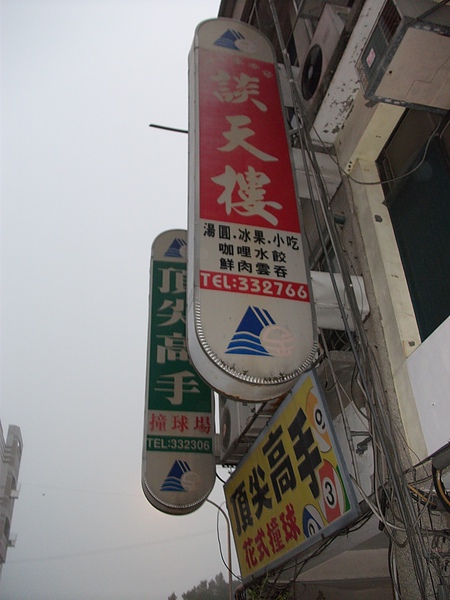 談天樓
湯圓.冰果.小吃
咖哩水餃
鮮肉雲吞
TEL:332766
頂尖高手
撞球場
TEL:332306
頂尖高手
花式撞球
3